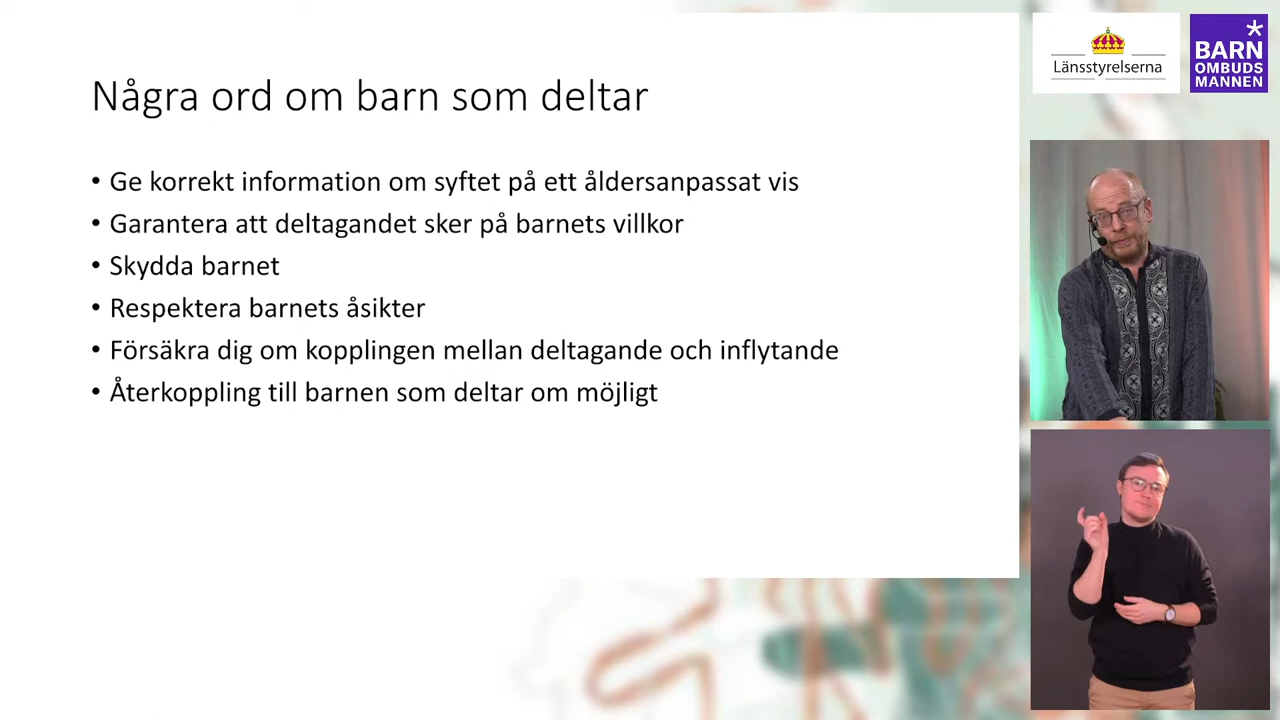 Några ord om barn som deltar
• Ge korrekt information om syftet på ett åldersanpassat vis
• Garantera att deltagandet sker på barnets villkor
• Skydda barnet
• Respektera barnets åsikter
• Försäkra dig om kopplingen mellan deltagande och inflytande
• Återkoppling till barnen som deltar om möjligt
Länsstyrelserna
BARN
OMBUDS
MANNEN